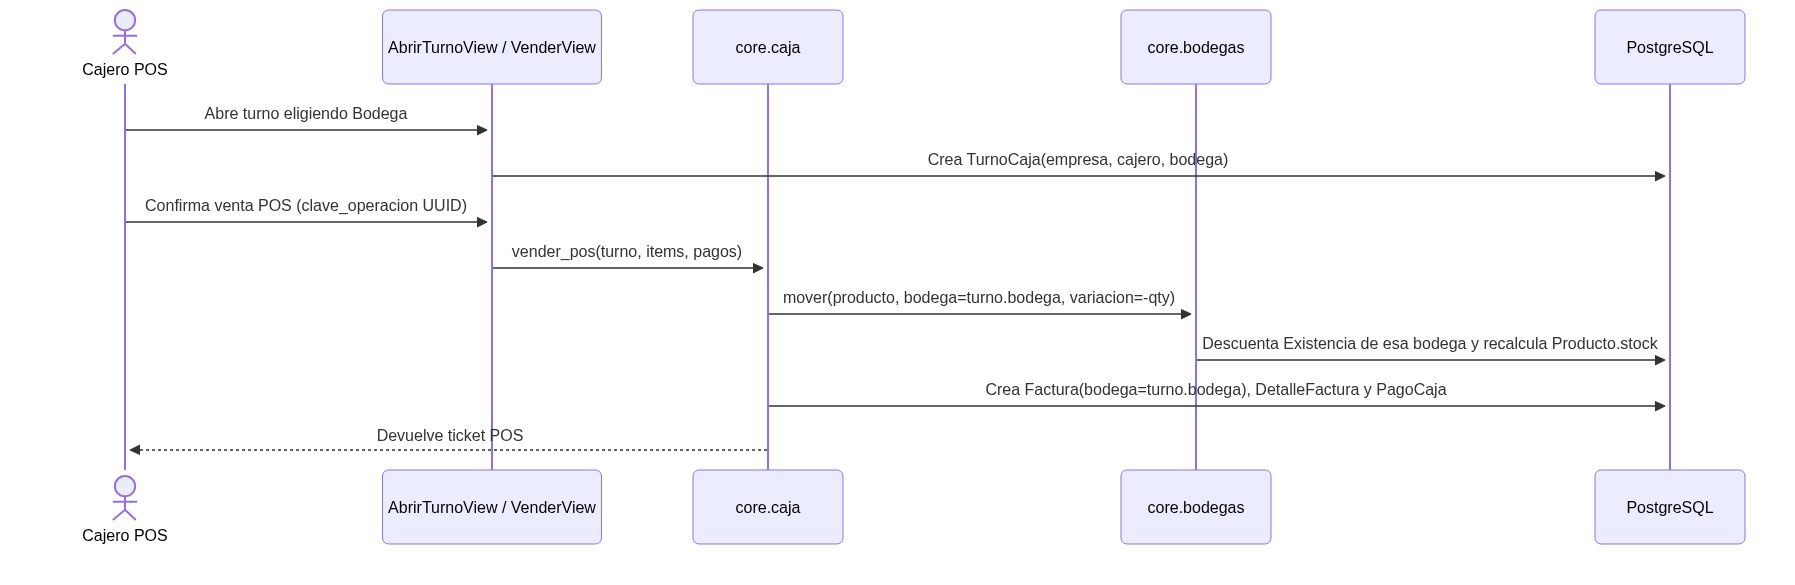 Cajero POS
AbrirTurnoView / VenderView
core.caja
core.bodegas
PostgreSQL
Abre turno eligiendo Bodega
Crea TurnoCaja(empresa, cajero, bodega)
Confirma venta POS (clave_operacion UUID)
vender_pos(turno, items, pagos)
mover(producto, bodega=turno.bodega, variacion=-qty)
Descuenta Existencia de esa bodega y recalcula Producto.stock
Crea Factura(bodega=turno.bodega), DetalleFactura y PagoCaja
Devuelve ticket POS
Cajero POS
AbrirTurnoView / VenderView
core.caja
core.bodegas
PostgreSQL